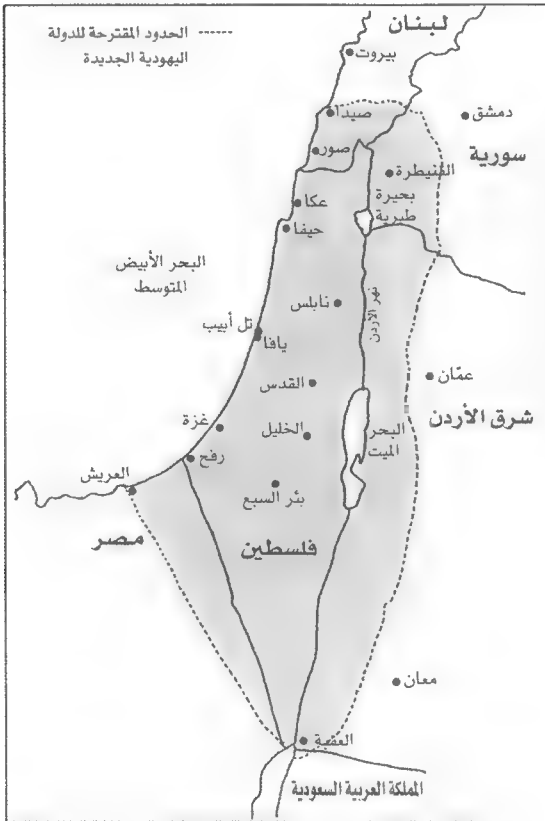 لبنان
الحدود المقترحة للدولة
اليهودية الجديدة
بيروت
صيدا
دمشق
سورية
صور
القنيطرة
بحيرة
طبرية
عكا
حيفا
البحر الأبيض
المتوسط
نابلس
نهر الأردن
تل أبيب
يافا
عمّان
القدس
شرق الأردن
غزة
الخليل
البحر
الميت
رفح
العريش
بئر السبع
مصر
فلسطين
معان
العقبة
المملكة العربية السعودية